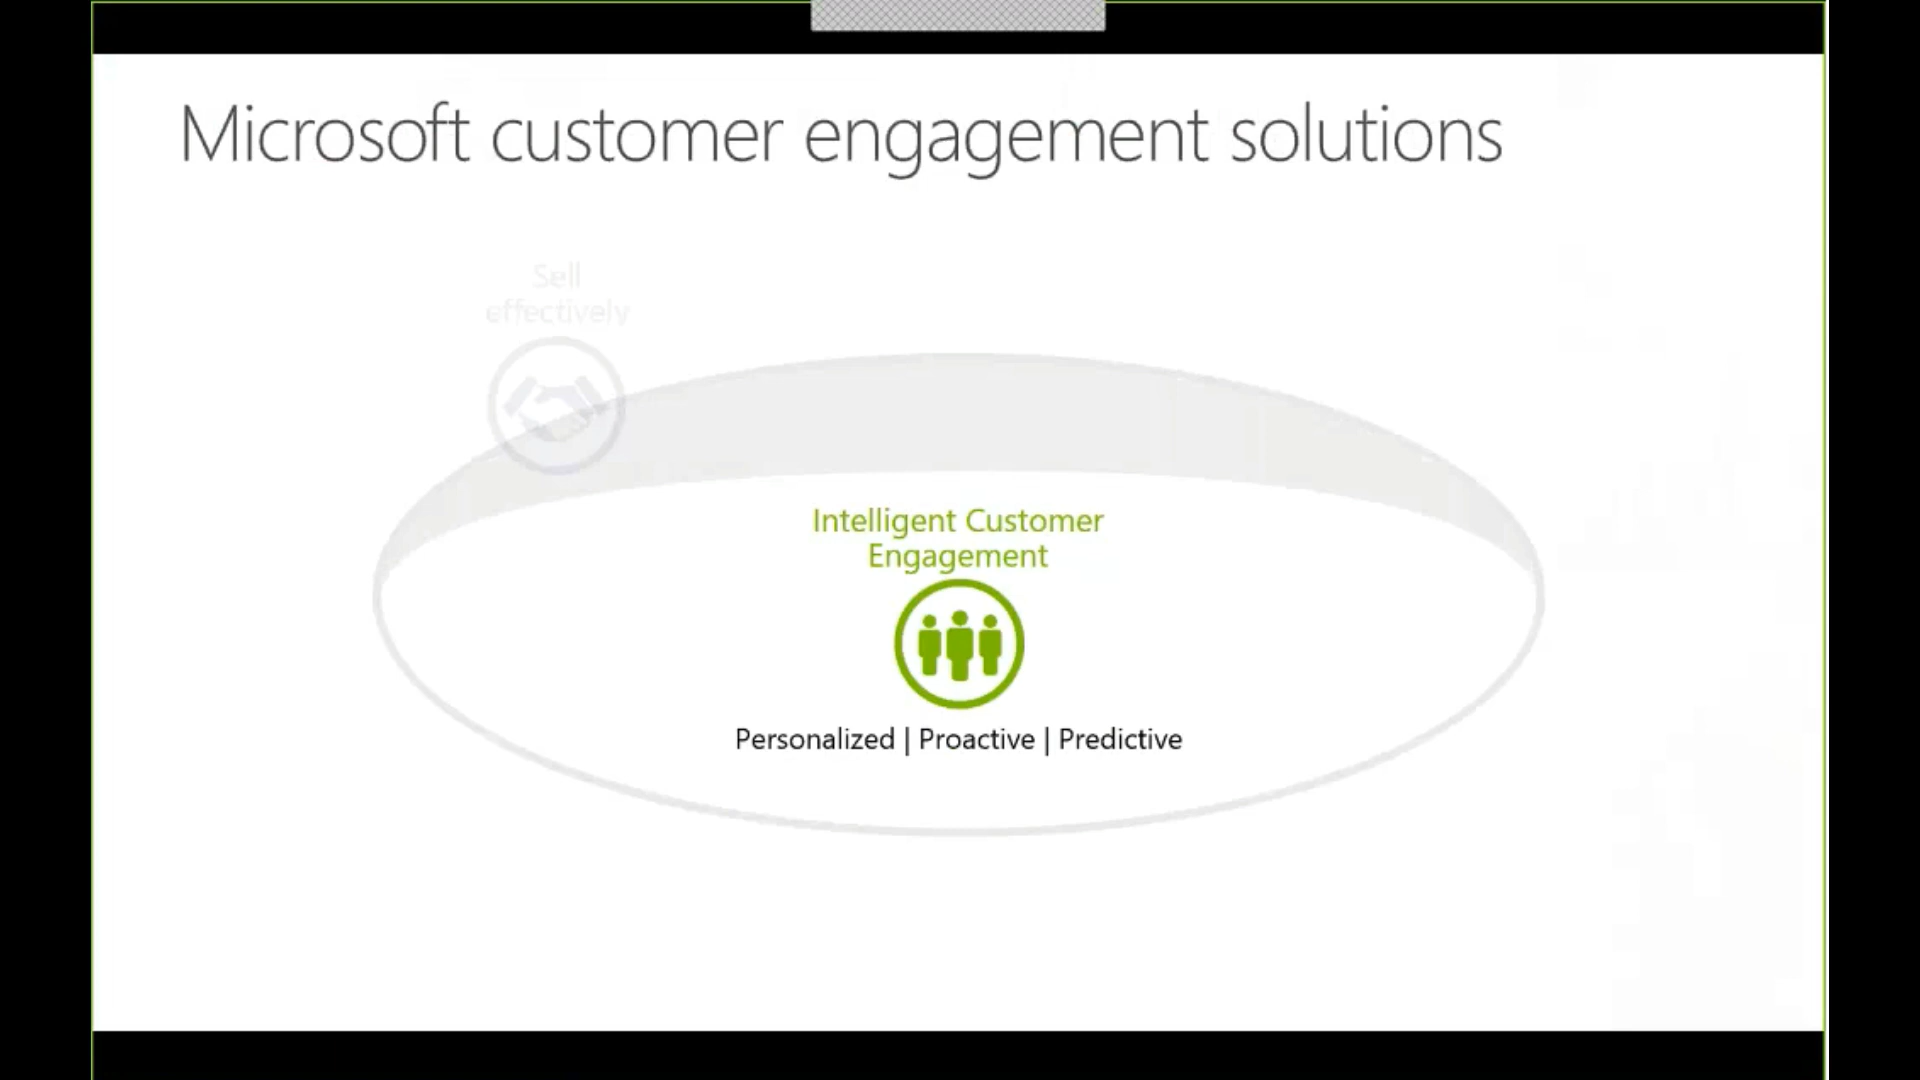 Microsoft customer engagement solutions
Sell
effectively
Intelligent Customer
Engagement
Personalized | Proactive | Predictive